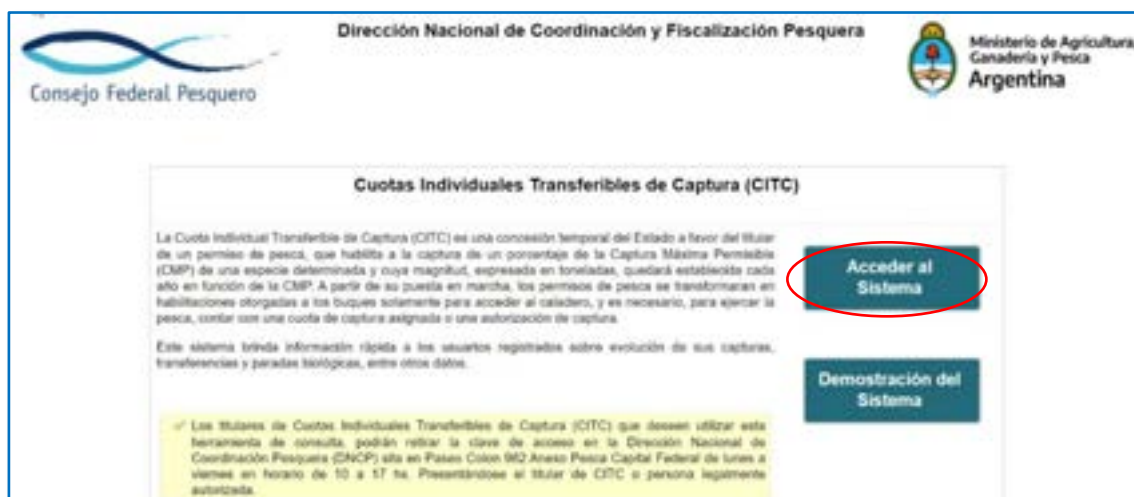 Dirección Nacional de Coordinación y Fiscalización Pesquera
Consejo Federal Pesquero
Ministerio de Agricultura,
Ganadería y Pesca
Argentina
Cuotas Individuales Transferibles de Captura (CITC)
La Cuota Individual Transferible de Captura (CITC) es una concesión temporal del Estado a favor del titular
de un permiso de pesca, que habilita a la captura de un porcentaje de la Captura Máxima Permisible
(CMP) de una especie determinada y cuya magnitud, expresada en toneladas, quedará establecida cada
año en función de la CMP. A partir de su puesta en marcha, los permisos de pesca se transformaran en
habilitaciones otorgadas a los buques solamente para acceder al caladero, y es necesario, para ejercer la
pesca, contar con una cuota de captura asignada o una autorización de captura.
Este sistema brinda información rápida a los usuarios registrados sobre evolución de sus capturas,
transferencias y paradas biológicas, entre otros datos.
Acceder al
Sistema
Demostración del
Sistema
✓ Los titulares de Cuotas Individuales Transferibles de Captura (CITC) que deseen utilizar esta
herramienta de consulta, podrán retirar la clave de acceso en la Dirección Nacional de
Coordinación Pesquera (DNCP) sita en Paseo Colon 982 Anexo Pesca Capital Federal de lunes a
viernes en horario de 10 a 17 hs. Presentándose el titular de CITC o persona legalmente
autorizada.